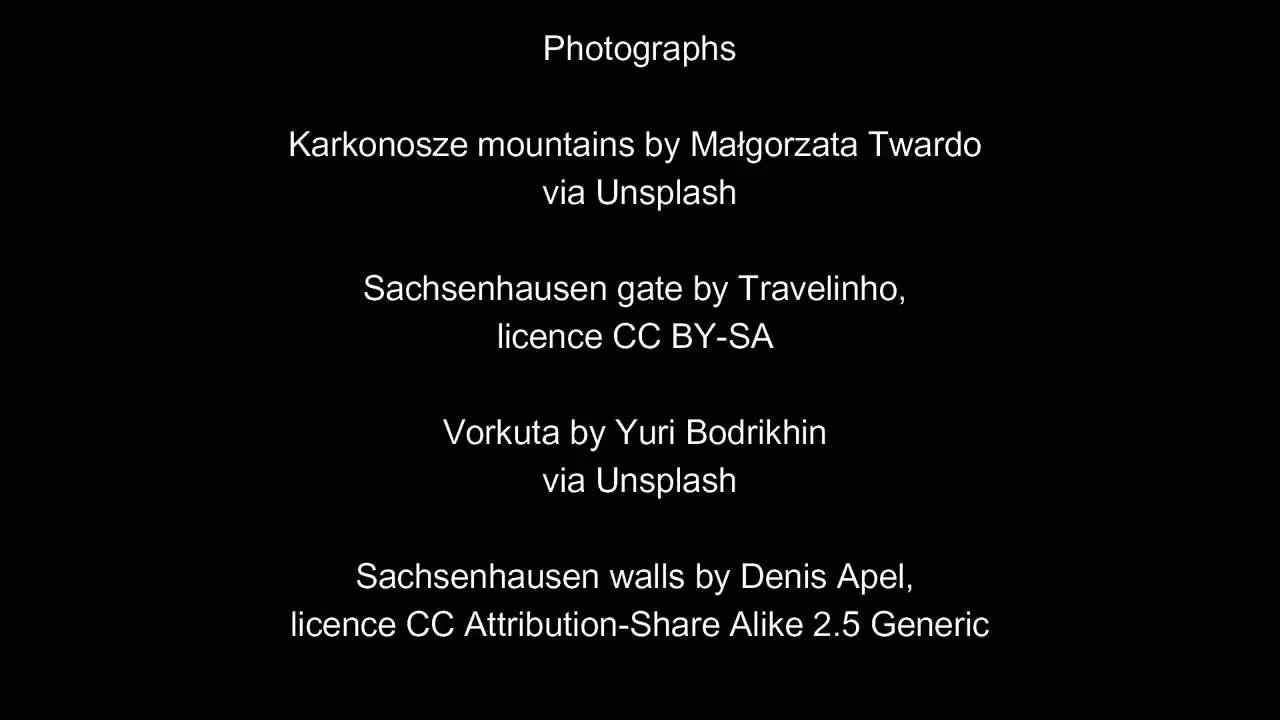 Photographs
Karkonosze mountains by Małgorzata Twardo
via Unsplash
Sachsenhausen gate by Travelinho,
licence CC BY-SA
Vorkuta by Yuri Bodrikhin
via Unsplash
Sachsenhausen walls by Denis Apel,
licence CC Attribution-Share Alike 2.5 Generic